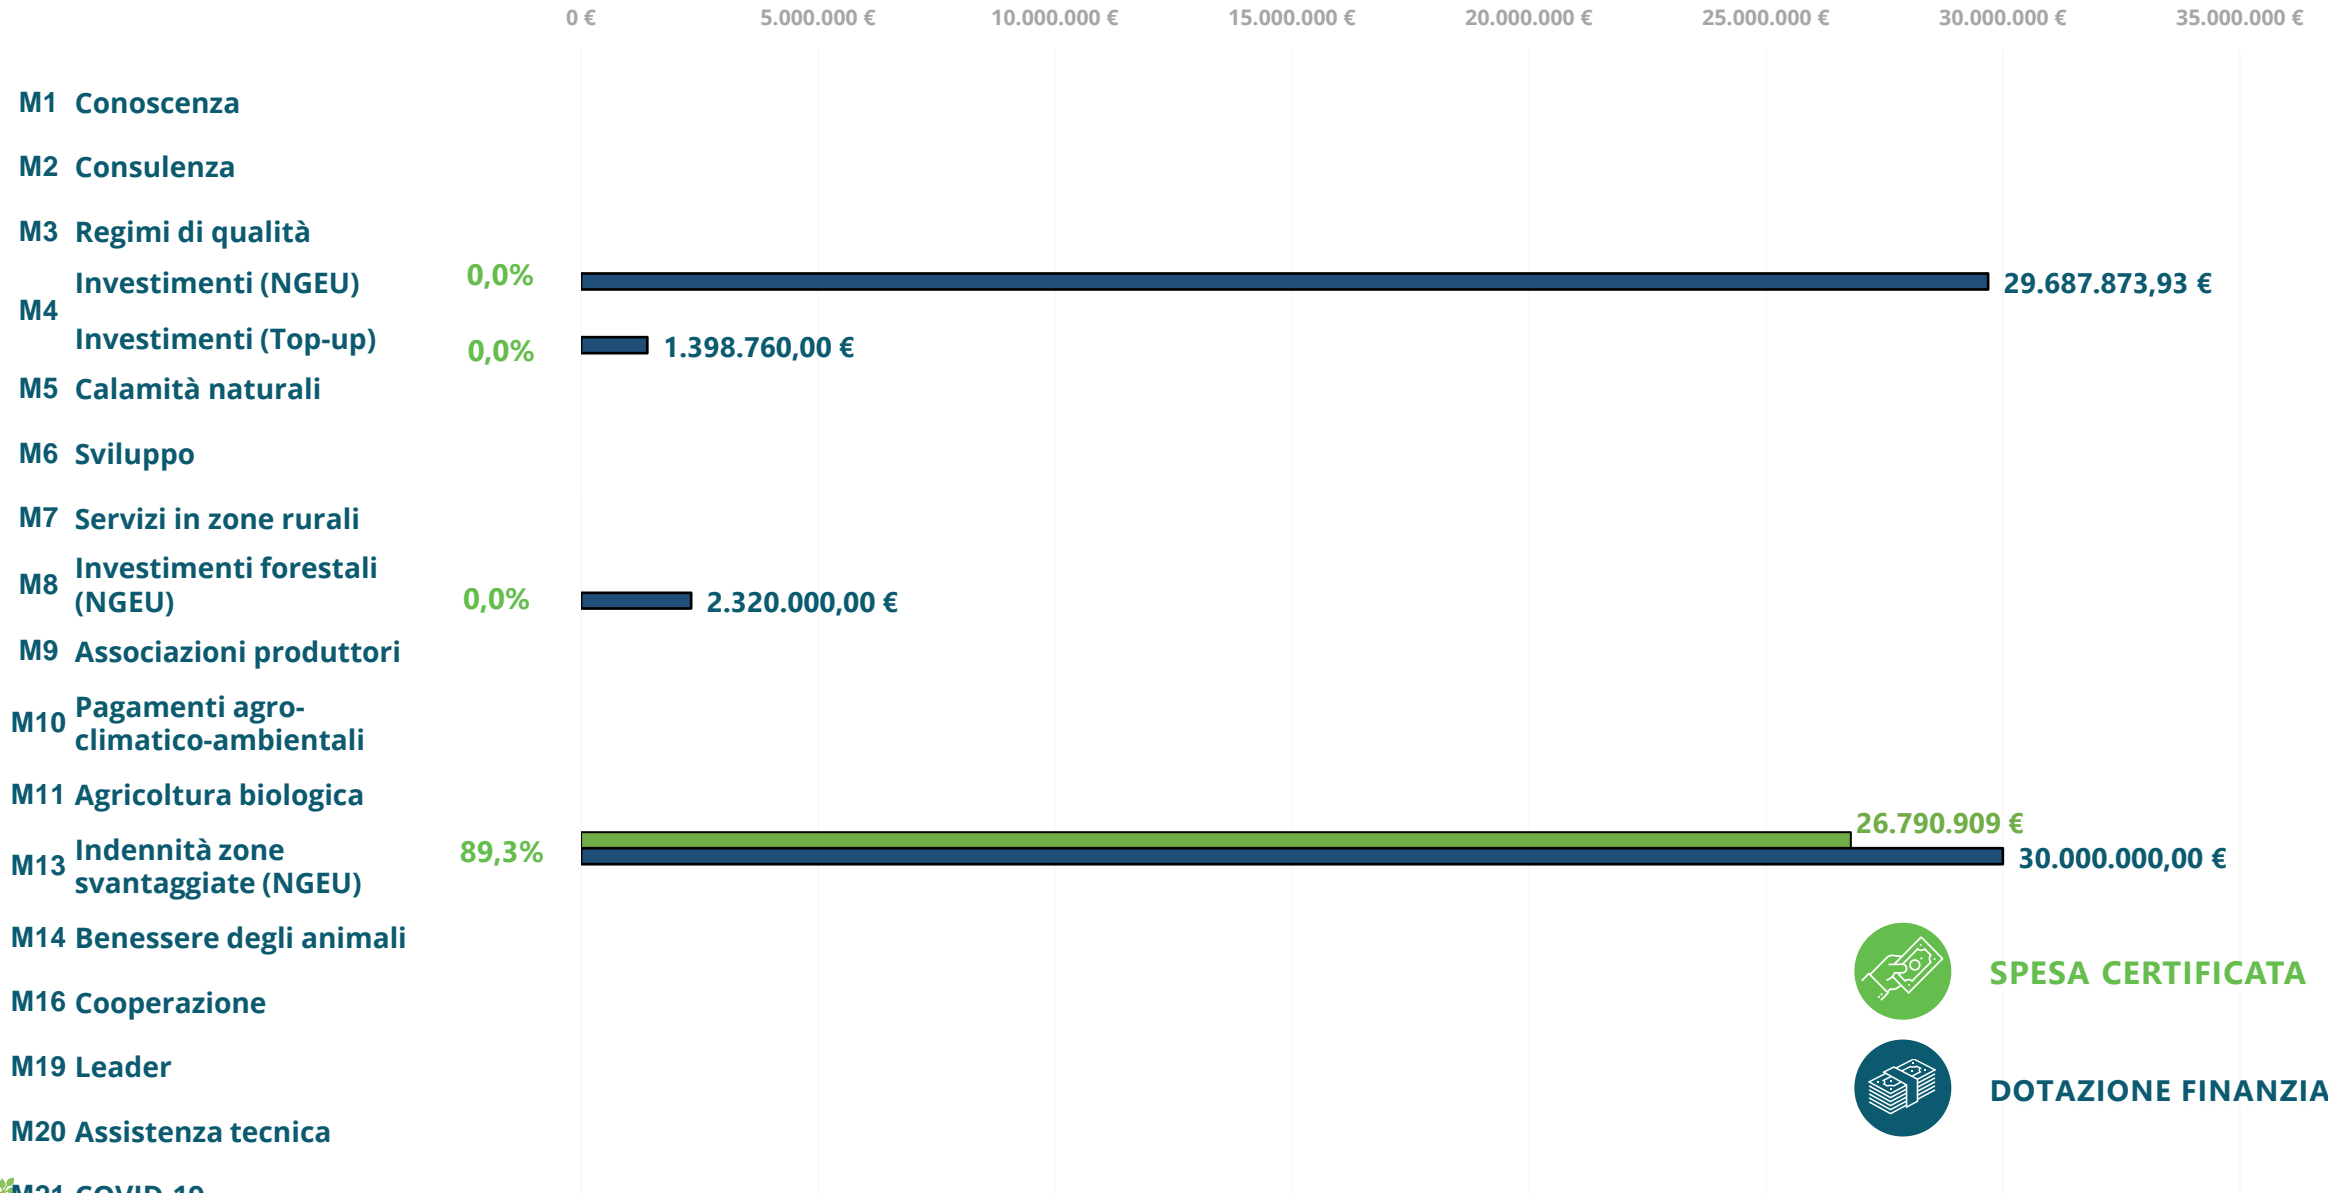 0 € 5.000.000 € 10.000.000 € 15.000.000 € 20.000.000 € 25.000.000 € 30.000.000 € 35.000.000 €
M1 Conoscenza
M2 Consulenza
M3 Regimi di qualità
M4
Investimenti (NGEU) 0,0% 29.687.873,93 €
Investimenti (Top-up) 0,0% 1.398.760,00 €
M5 Calamità naturali
M6 Sviluppo
M7 Servizi in zone rurali
M8 Investimenti forestali
(NGEU) 0,0% 2.320.000,00 €
M9 Associazioni produttori
M10 Pagamenti agro-
climatico-ambientali
M11 Agricoltura biologica
26.790.909 €
M13 Indennità zone
svantaggiate (NGEU) 89,3% 30.000.000,00 €
M14 Benessere degli animali
SPESA CERTIFICATA
M16 Cooperazione
M19 Leader
DOTAZIONE FINANZIA
M20 Assistenza tecnica
M21 COVID-19